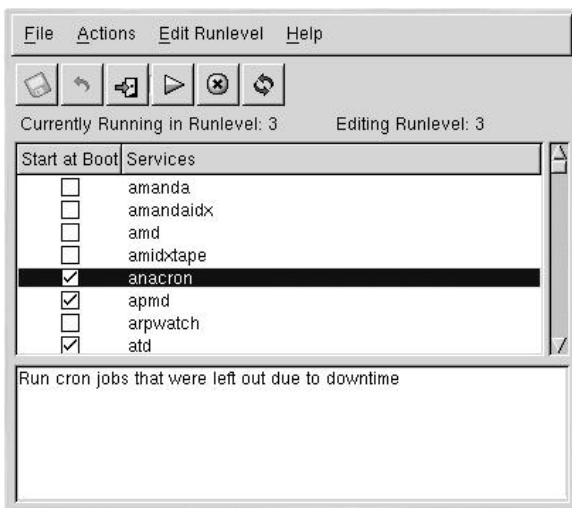 File Actions Edit Runlevel Help
Currently Running in Runlevel: 3 Editing Runlevel: 3
Start at Boot Services
amanda
amandaidx
amd
amidxtape
anacron
apmd
arpwatch
atd
Run cron jobs that were left out due to downtime